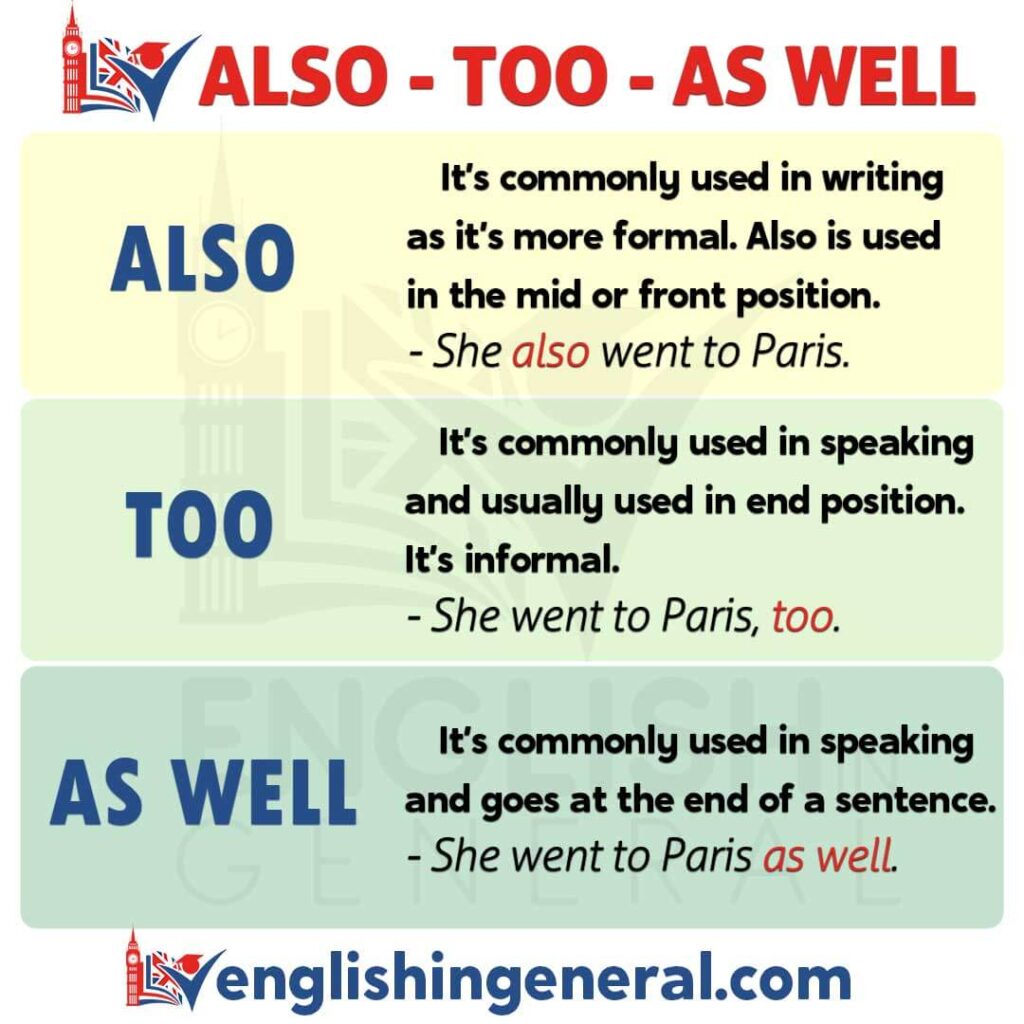 ALSO - TOO - AS WELL
ALSO
It's commonly used in writing
as it's more formal. Also is used
in the mid or front position.
- She also went to Paris.
TOO
It's commonly used in speaking
and usually used in end position.
It's informal.
- She went to Paris, too.
AS WELL
It's commonly used in speaking
and goes at the end of a sentence.
- She went to Paris as well.
ENGLISH IN
GENERAL
englishingeneral.com